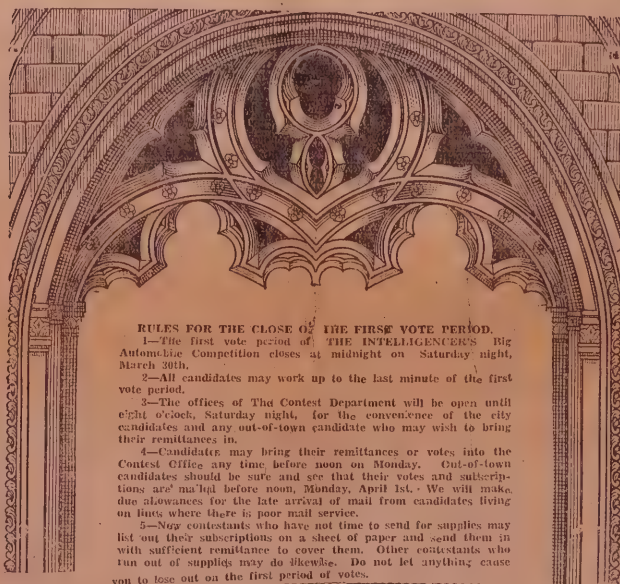 RULES FOR THE CLOSE OF THE FIRST VOTE PERIOD.
1—The first vote period of THE INTELLIGENCER'S Big
Automobile Competition closes at midnight on Saturday night,
March 30th.
2—All candidates may work up to the last minute of the first
vote period.
3—The offices of The Contest Department will be open until
eight o'clock, Saturday night, for the convenience of the city
candidates and any out-of-town candidate who may wish to bring
their remittances in.
4—Candidates may bring their remittances or votes into the
Contest Office any time before noon on Monday. Out-of-town
candidates should be sure and see that their votes and subscrip-
tions are mailed before noon, Monday, April 1st. We will make
due allowances for the late arrival of mail from candidates living
on lines where there is poor mail service.
5—New contestants who have not time to send for supplies may
list out their subscriptions on a sheet of paper and send them in
with sufficient remittance to cover them. Other contestants who
run out of supplies may do likewise. Do not let anything cause
you to lose out on the first period of votes.